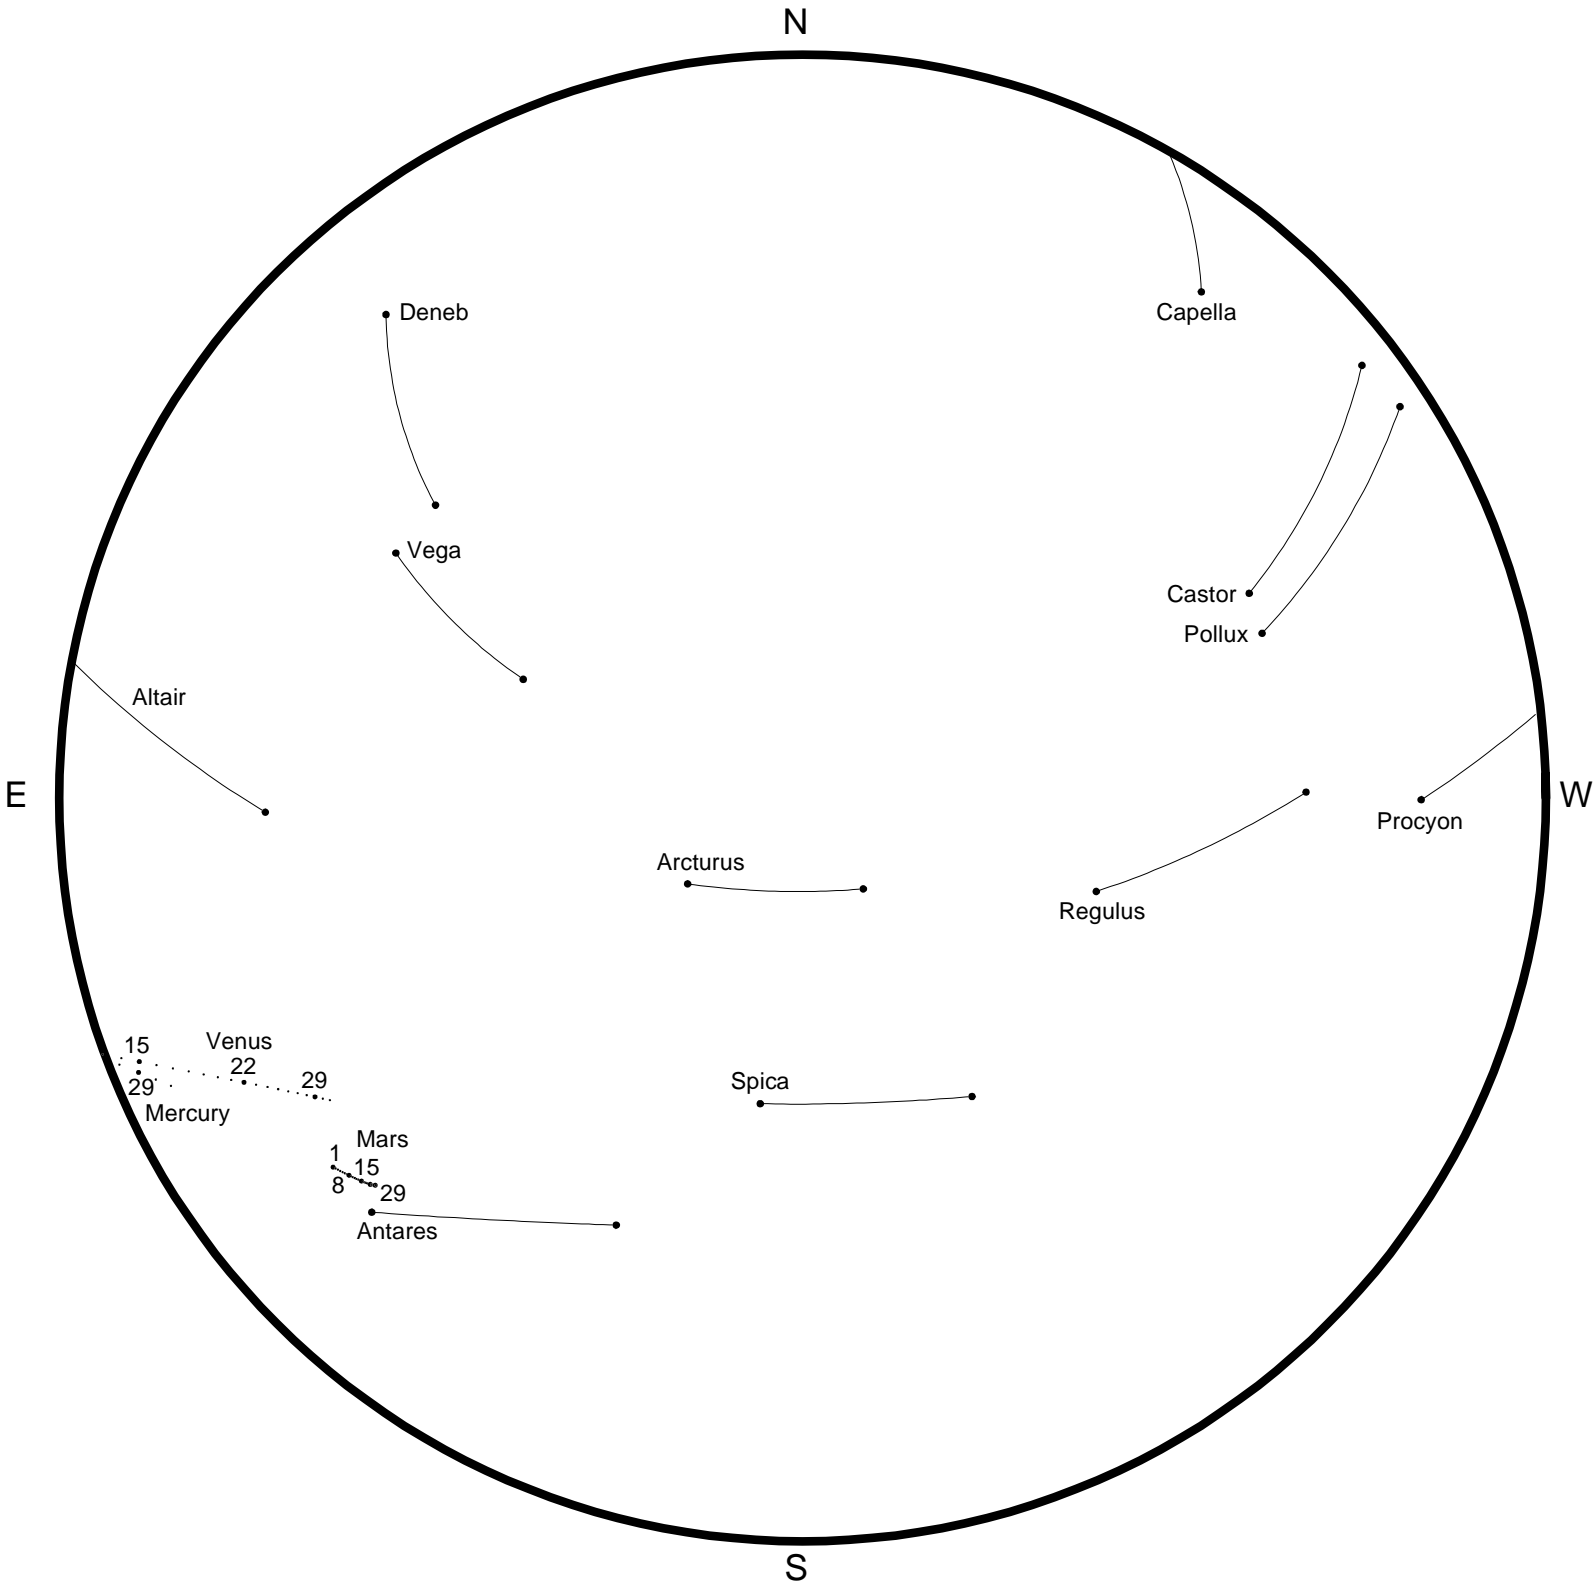 N
Deneb
Capella
Vega
Castor
Pollux
Altair
E
W
Procyon
Arcturus
Regulus
15
Venus
22
29
29
Mercury
Spica
Mars
1
15
8
29
Antares
S